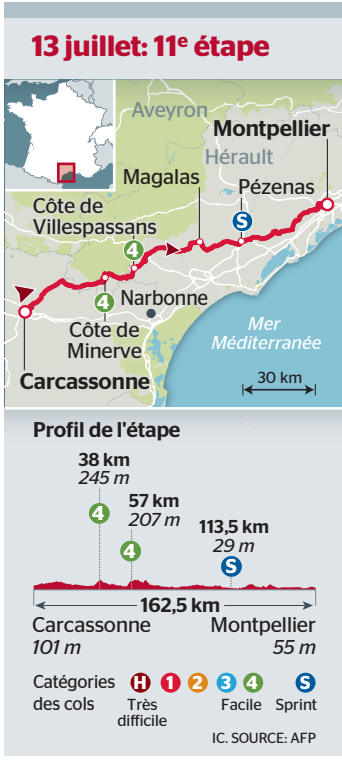 13 juillet: 11e étape
Aveyron
Montpellier
Hérault
Magalas
Pézenas
Côte de
Villespassans
S
4
4
Narbonne
Côte de
Minerve
Mer
Méditerranée
Carcassonne
30 km
Profil de l'étape
38 km
245 m
4
57 km
207 m
4
113,5 km
29 m
S
162,5 km
Carcassonne Montpellier
101 m 55 m
Catégories H 1 2 3 4 S
des cols Très Facile Sprint
difficile
IC. SOURCE: AFP